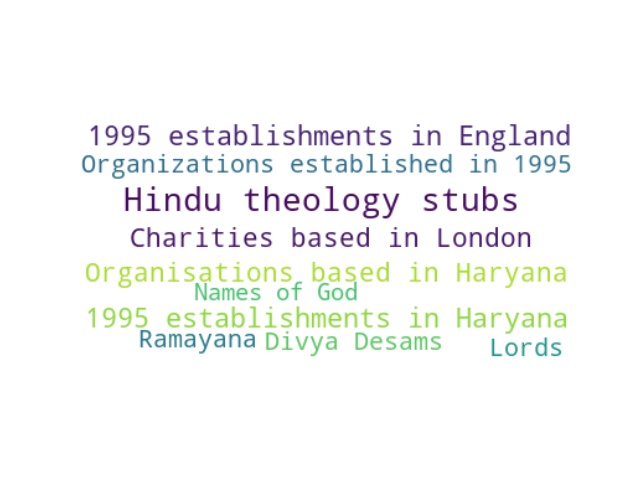 1995 establishments in England
Organizations established in 1995
Hindu theology stubs
Charities based in London
Organisations based in Haryana
Names of God
1995 establishments in Haryana
Ramayana Divya Desams Lords